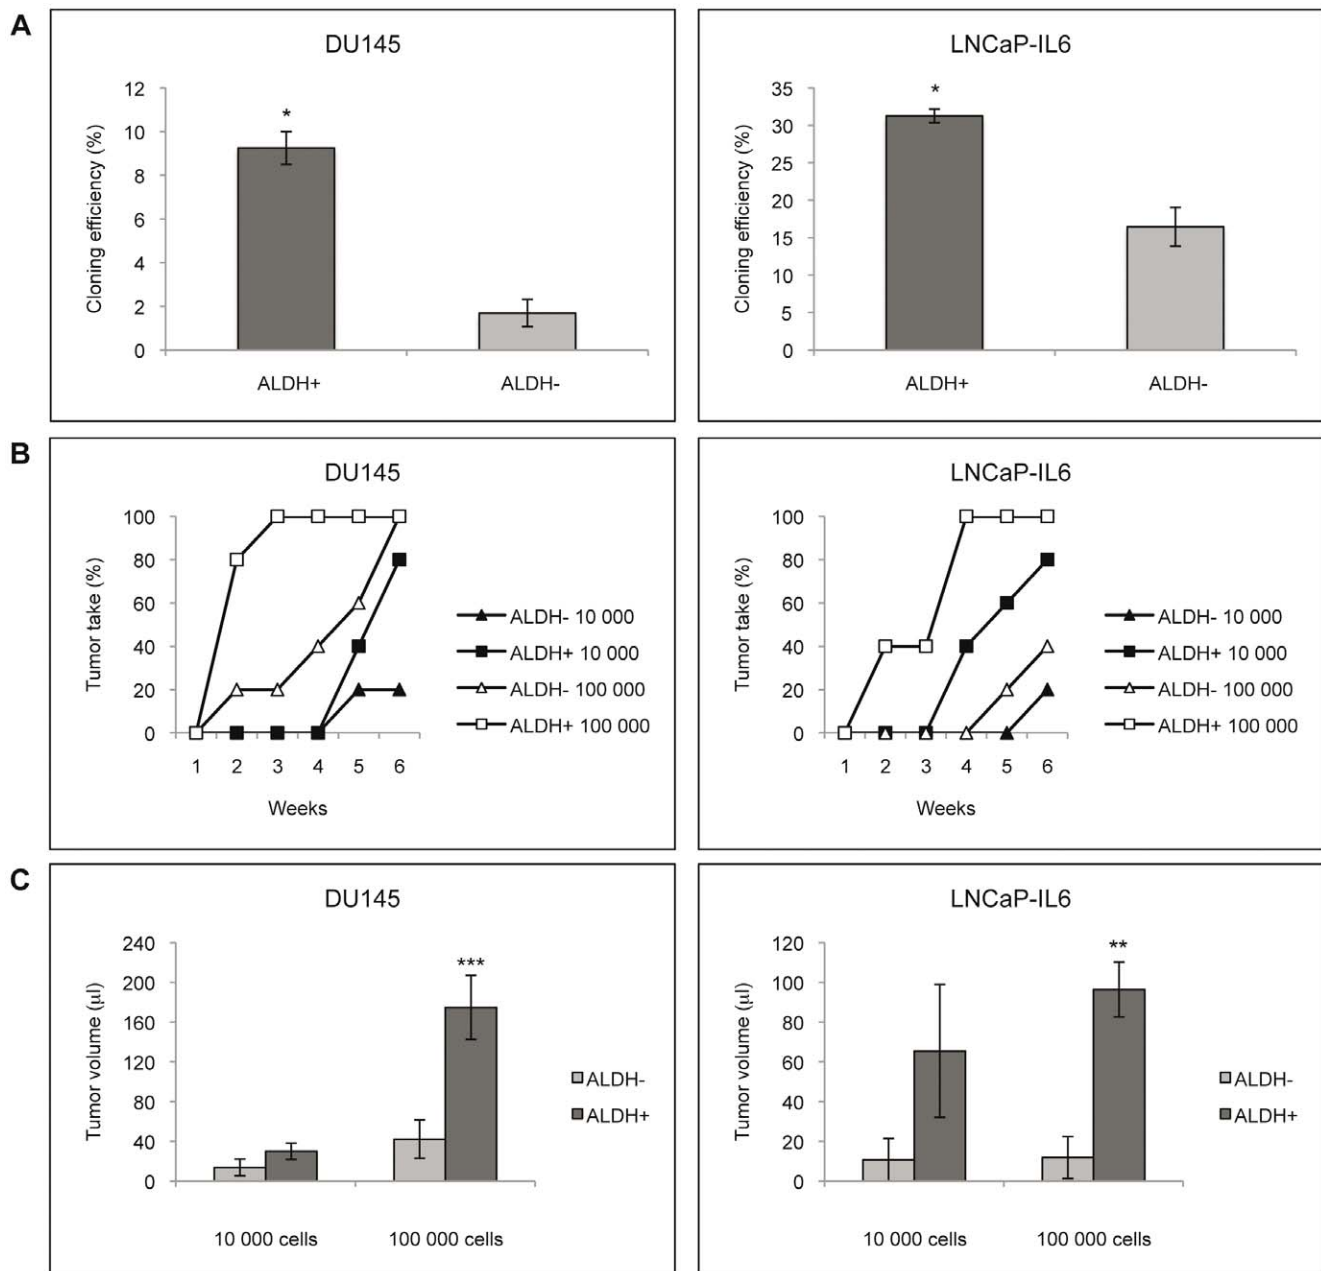 A
DU145
12
10
8
6
4
2
0
Cloning efficiency (%)
*
ALDH+ ALDH-
LNCaP-IL6
35
30
25
20
15
10
5
0
Cloning efficiency (%)
*
ALDH+ ALDH-
B
DU145
100
80
60
40
20
0
Tumor take (%)
1 2 3 4 5 6
Weeks
ALDH- 10 000
ALDH+ 10 000
ALDH- 100 000
ALDH+ 100 000
LNCaP-IL6
100
80
60
40
20
0
Tumor take (%)
1 2 3 4 5 6
Weeks
ALDH- 10 000
ALDH+ 10 000
ALDH- 100 000
ALDH+ 100 000
C
DU145
240
200
160
120
80
40
0
Tumor volume (µl)
***
10 000 cells 100 000 cells
ALDH-
ALDH+
LNCaP-IL6
120
100
80
60
40
20
0
Tumor volume (µl)
**
10 000 cells 100 000 cells
ALDH-
ALDH+